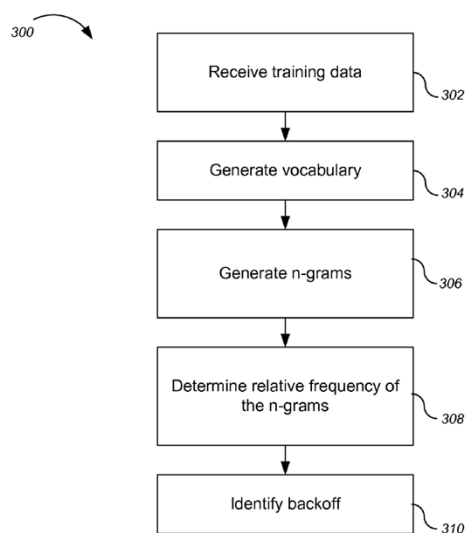 300
Receive training data
302
Generate vocabulary
304
Generate n-grams
306
Determine relative frequency of
the n-grams
308
Identify backoff
310